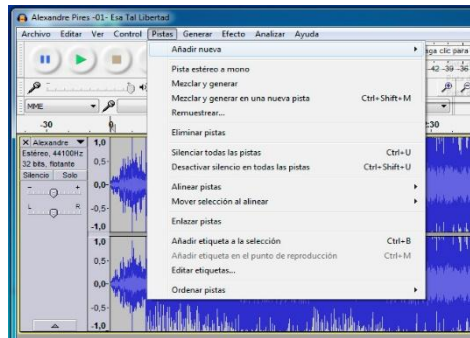 Alexandre Pires -01- Esa Tal Libertad
Archivo Editar Ver Control Pistas Generar Efecto Analizar Ayuda
Añadir nueva
aga clic para
Pista estéreo a mono
-42 -39 -36
Mezclar y generar
Mezclar y generar en una nueva pista Ctrl+Shift+M
MME
Remuestrear...
-30 0 :30
Eliminar pistas
X Alexandre 1,0
Estéreo, 44100Hz
32 bits, flotante
Silenciar todas las pistas Ctrl+U
0,5-
Silencio Solo
Desactivar silencio en todas las pistas Ctrl+Shift+U
- + 0,0-
Alinear pistas
Mover selección al alinear
L R -0,5-
Enlazar pistas
-1,0
1,0
Añadir etiqueta a la selección Ctrl+B
0,5-
Añadir etiqueta en el punto de reproducción Ctrl+M
Editar etiquetas...
0,0-
Ordenar pistas
-0,5-
-1,0